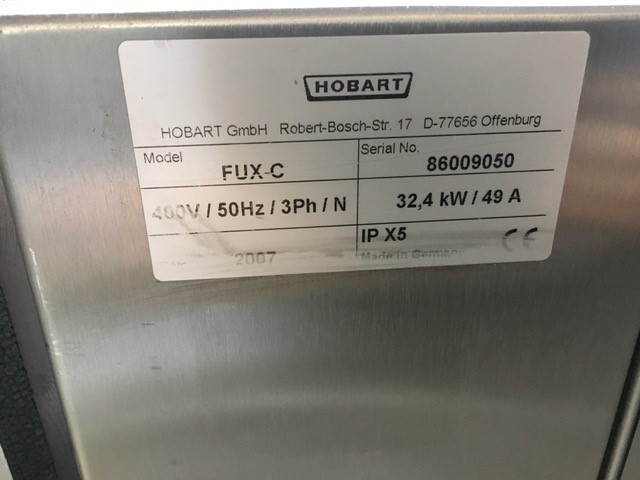 HOBART
HOBART GmbH Robert-Bosch-Str. 17 D-77656 Offenburg
Model FUX-C Serial No. 86009050
400V / 50Hz / 3Ph / N 32,4 kW / 49 A
IP X5 CE
2007 Made in Germany